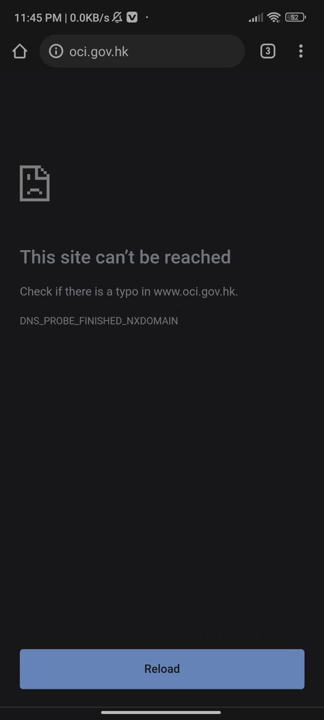 11:45 PM | 0.0KB/s
52
oci.gov.hk
3
This site can't be reached
Check if there is a typo in www.oci.gov.hk.
DNS_PROBE_FINISHED_NXDOMAIN
Reload